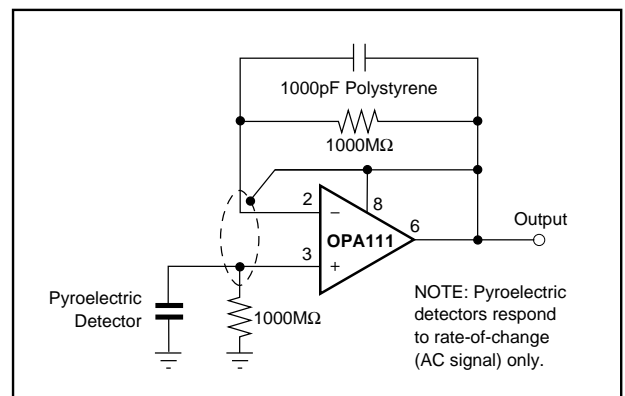 1000pF Polystyrene
1000MΩ
2
8
−
OPA111
6
Output
3
+
Pyroelectric
Detector
1000MΩ
NOTE: Pyroelectric
detectors respond
to rate-of-change
(AC signal) only.